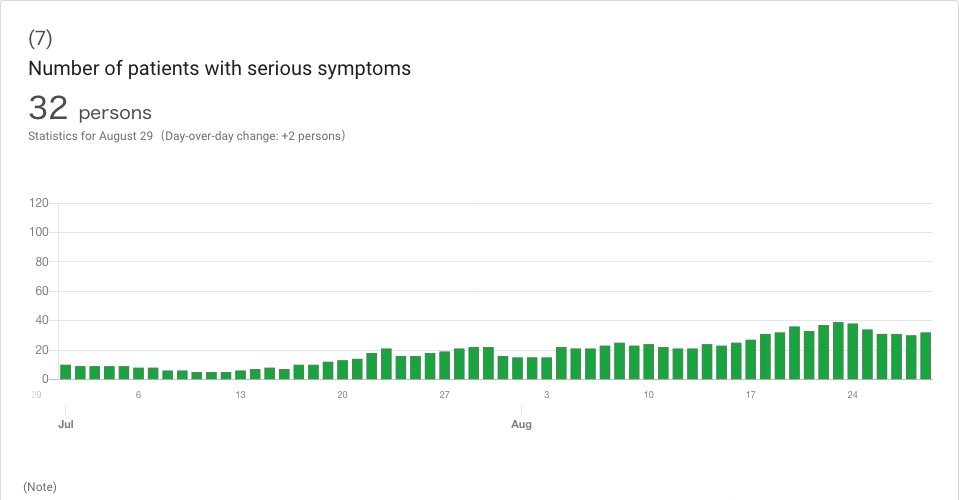 (7)
Number of patients with serious symptoms
32 persons
Statistics for August 29（Day-over-day change: +2 persons）
120
100
80
60
40
20
0
29 6 13 20 27 3 10 17 24
Jul Aug
(Note)